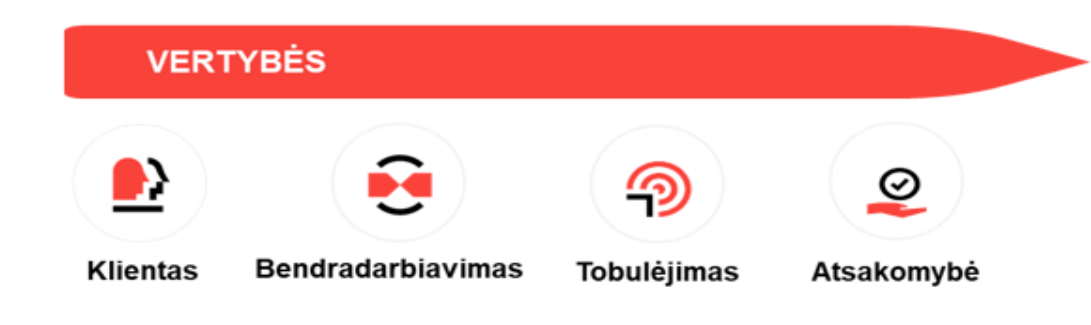 VERTYBĖS
Klientas
Bendradarbiavimas
Tobulėjimas
Atsakomybė